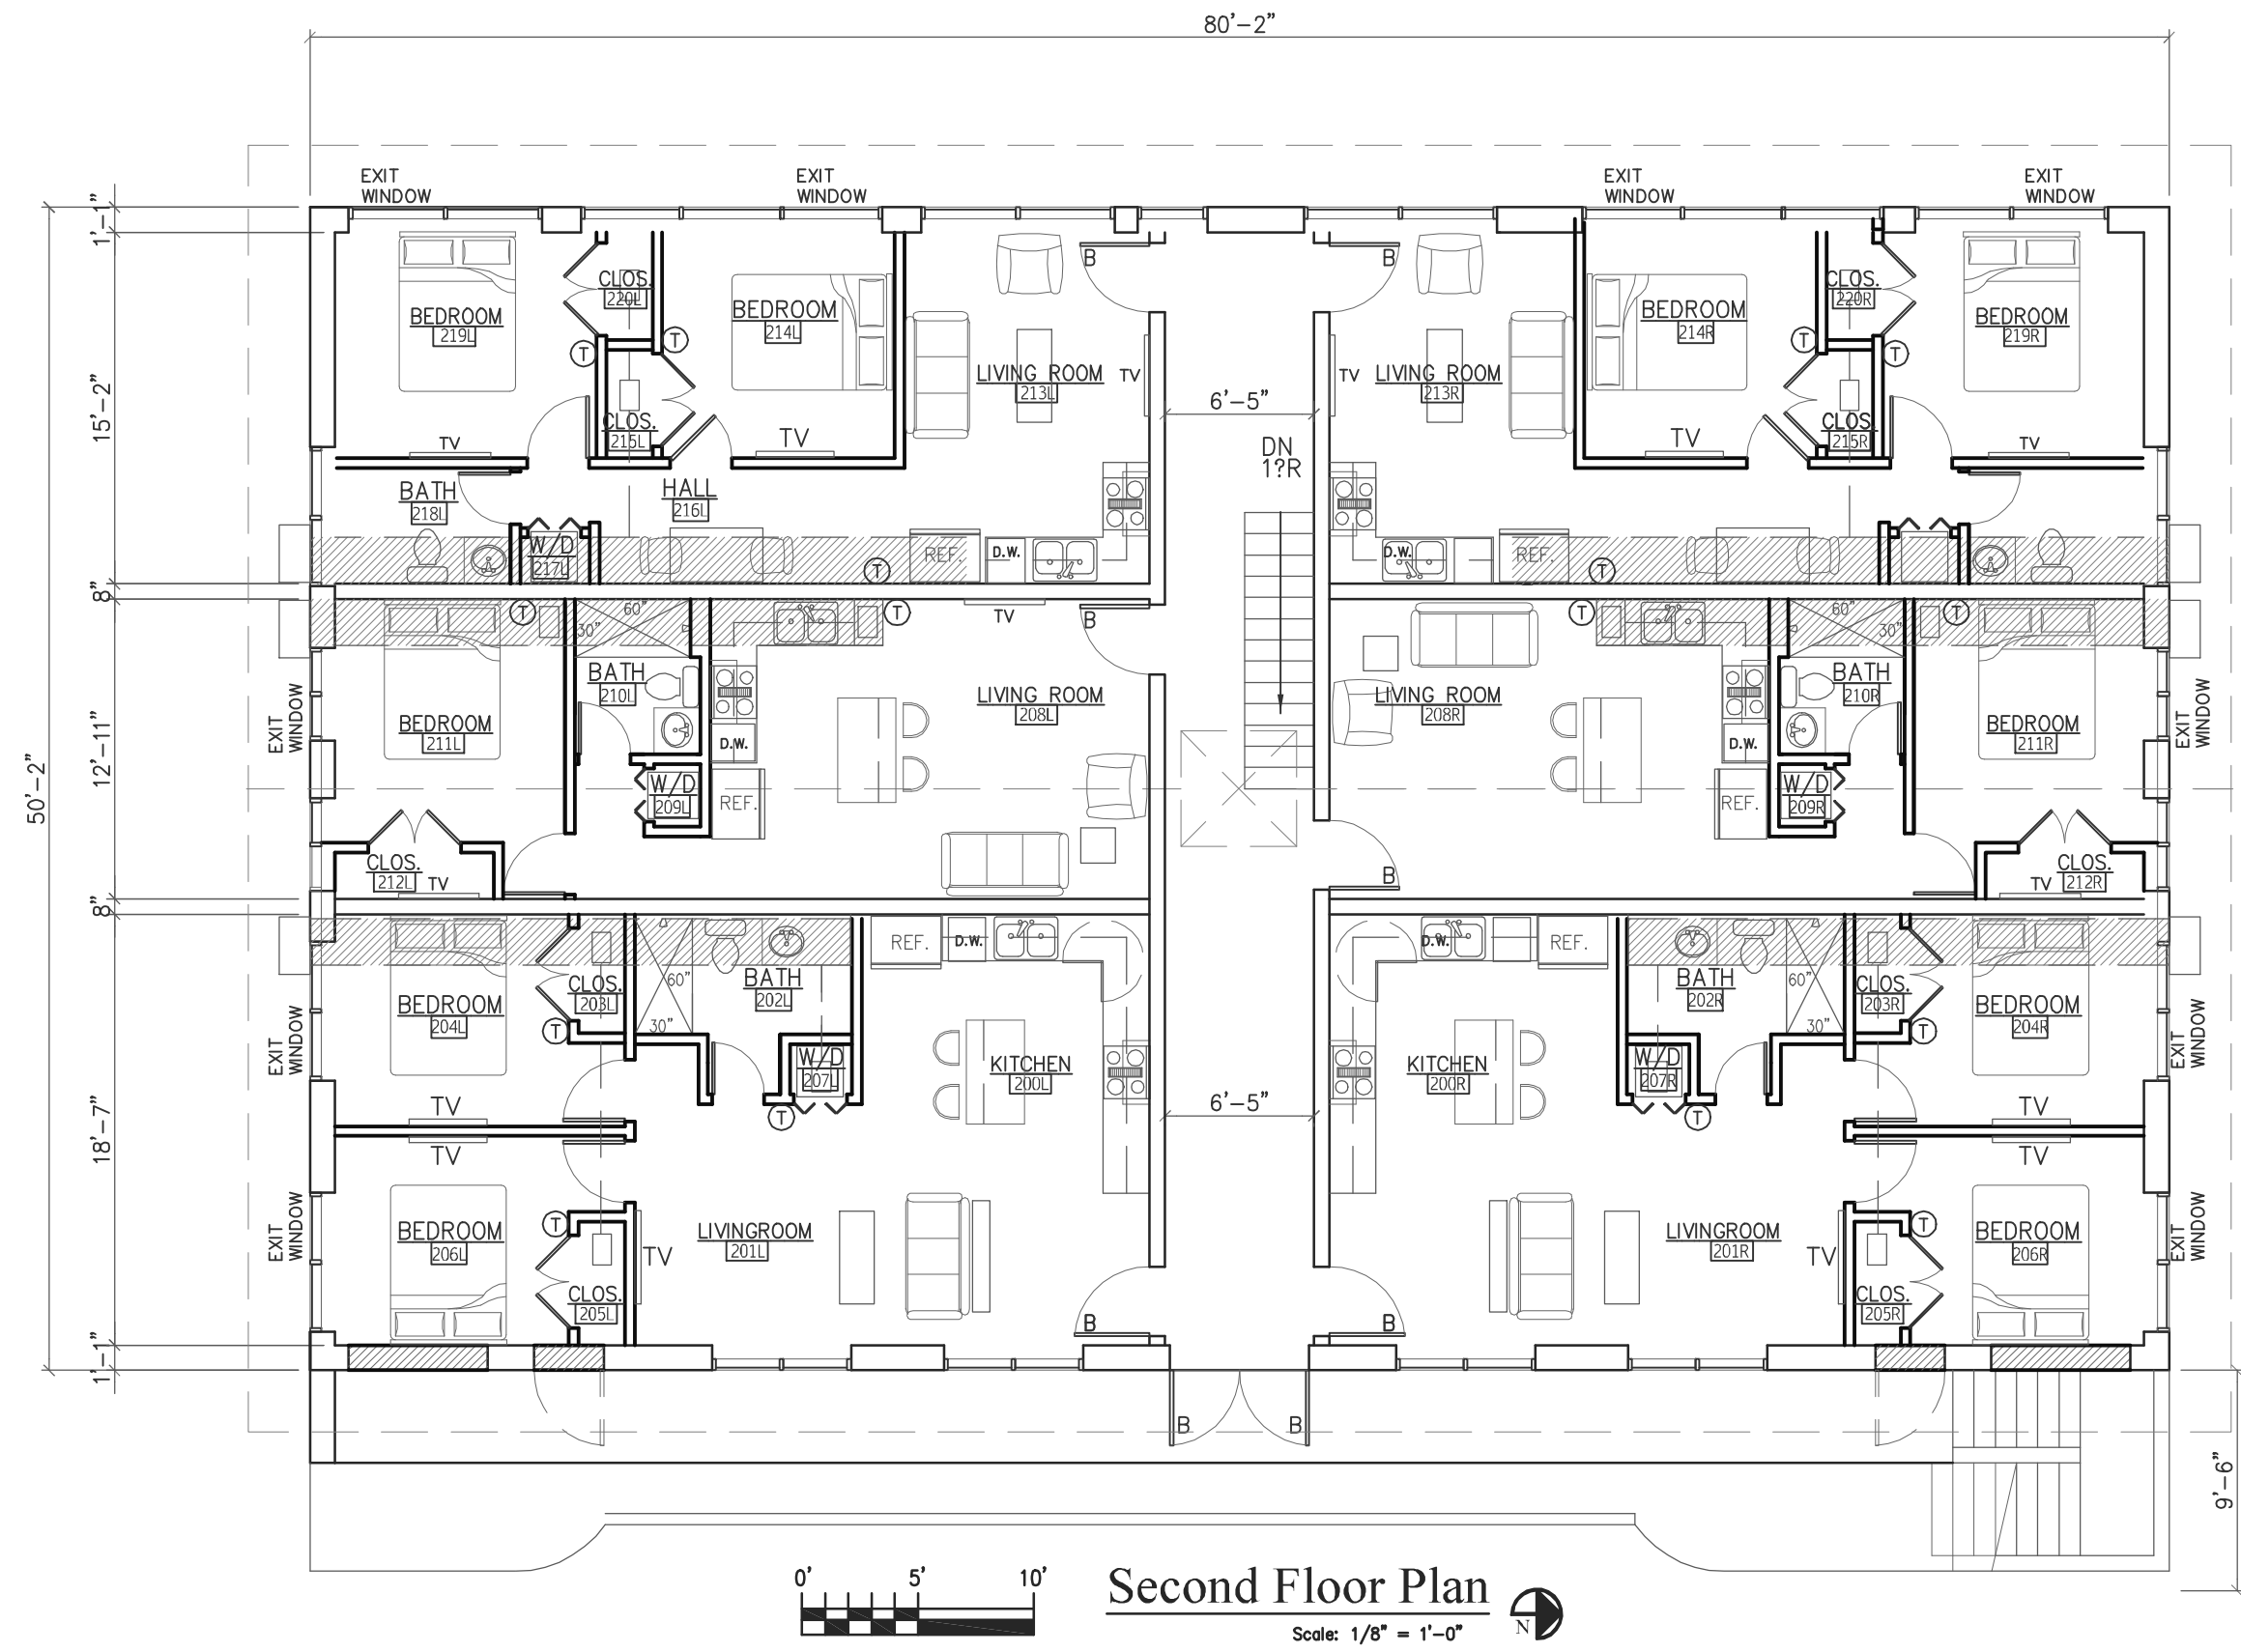 80'-2"
EXIT
WINDOW
EXIT
WINDOW
EXIT
WINDOW
EXIT
WINDOW
1'-1"
B
B
CLOS.
220L
CLOS.
220R
BEDROOM
219L
BEDROOM
214L
BEDROOM
214R
BEDROOM
219R
T
T
T
T
LIVING ROOM
213L
TV
TV
LIVING ROOM
213R
15'-2"
6'-5"
CLOS.
215L
CLOS.
215R
TV
TV
TV
TV
DN
1?R
BATH
218L
HALL
216L
W/D
217L
REF.
D.W.
D.W.
REF.
T
T
8"
T
60"
30"
T
TV
B
T
60"
30"
T
BATH
210L
BATH
210R
LIVING ROOM
208L
LIVING ROOM
208R
EXIT
WINDOW
BEDROOM
211L
D.W.
D.W.
BEDROOM
211R
EXIT
WINDOW
12'-11"
50'-2"
W/D
209L
REF.
REF.
W/D
209R
CLOS.
212L
TV
B
CLOS.
212R
TV
8"
REF.
D.W.
D.W.
REF.
CLOS.
203L
60"
30"
BATH
202L
BATH
202R
60"
30"
CLOS.
203R
BEDROOM
204L
BEDROOM
204R
T
T
EXIT
WINDOW
EXIT
WINDOW
W/D
207L
KITCHEN
200L
KITCHEN
200R
W/D
207R
TV
T
6'-5"
T
TV
18'-7"
TV
TV
EXIT
WINDOW
BEDROOM
206L
T
TV
LIVINGROOM
201L
LIVINGROOM
201R
TV
T
BEDROOM
206R
EXIT
WINDOW
CLOS.
205L
CLOS.
205R
B
B
1'-1"
B
B
9'-6"
0'
5'
10'
Second Floor Plan
N
Scale: 1/8" = 1'-0"